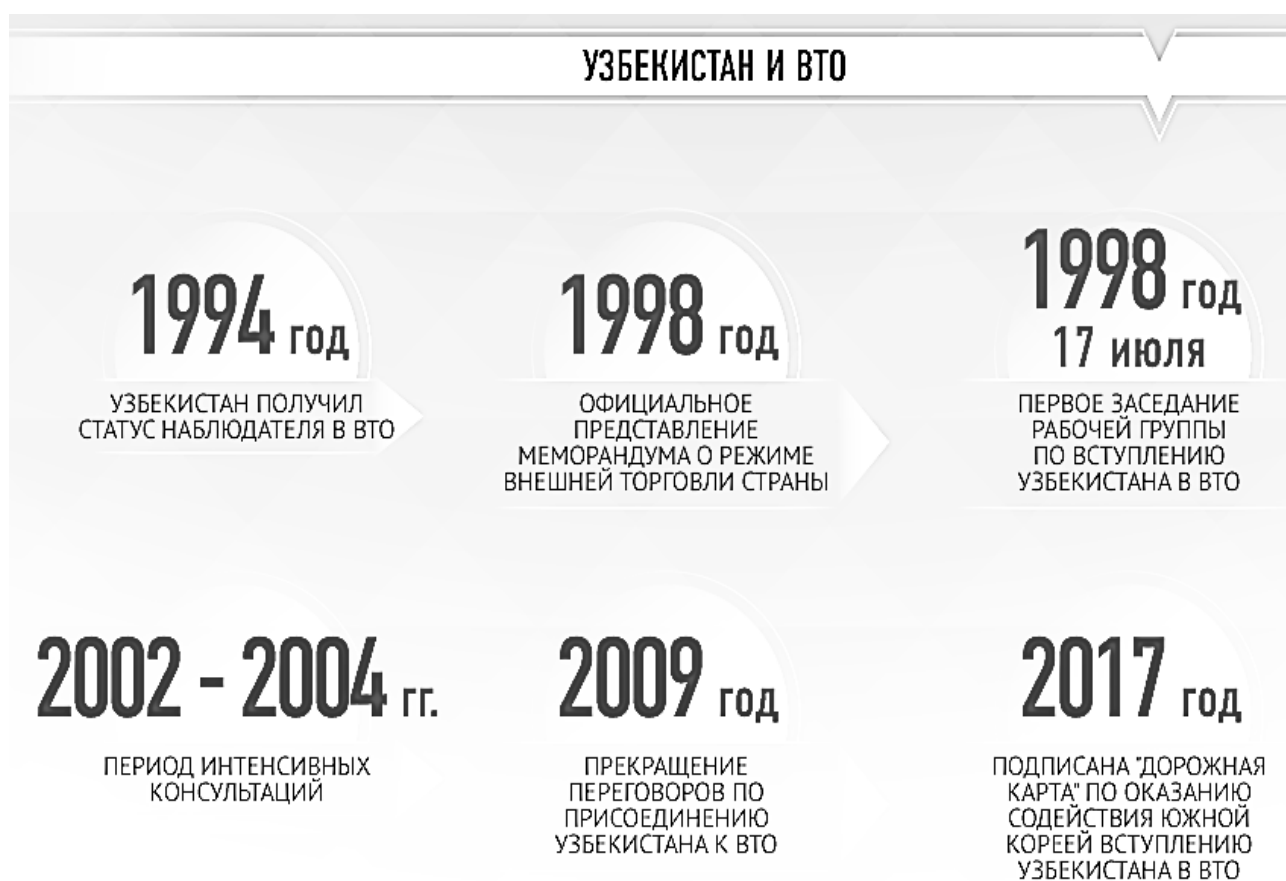 УЗБЕКИСТАН И ВТО
1994 год
УЗБЕКИСТАН ПОЛУЧИЛ
СТАТУС НАБЛЮДАТЕЛЯ В ВТО
1998 год
ОФИЦИАЛЬНОЕ
ПРЕДСТАВЛЕНИЕ
МЕМОРАНДУМА О РЕЖИМЕ
ВНЕШНЕЙ ТОРГОВЛИ СТРАНЫ
1998 год
17 июля
ПЕРВОЕ ЗАСЕДАНИЕ
РАБОЧЕЙ ГРУППЫ
ПО ВСТУПЛЕНИЮ
УЗБЕКИСТАНА В ВТО
2002 - 2004 гг.
ПЕРИОД ИНТЕНСИВНЫХ
КОНСУЛЬТАЦИЙ
2009 год
ПРЕКРАЩЕНИЕ
ПЕРЕГОВОРОВ ПО
ПРИСОЕДИНЕНИЮ
УЗБЕКИСТАНА К ВТО
2017 год
ПОДПИСАНА "ДОРОЖНАЯ
КАРТА" ПО ОКАЗАНИЮ
СОДЕЙСТВИЯ ЮЖНОЙ
КОРЕЕЙ ВСТУПЛЕНИЮ
УЗБЕКИСТАНА В ВТО